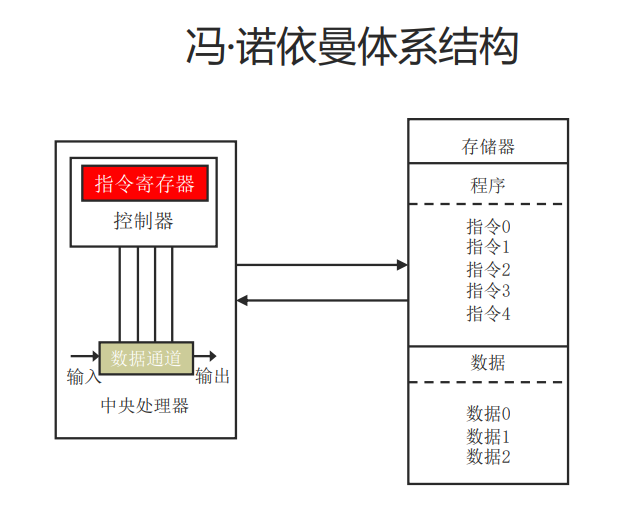 冯·诺依曼体系结构
指令寄存器
控制器
数据通道
输入
输出
中央处理器
存储器
程序
指令0
指令1
指令2
指令3
指令4
数据
数据0
数据1
数据2